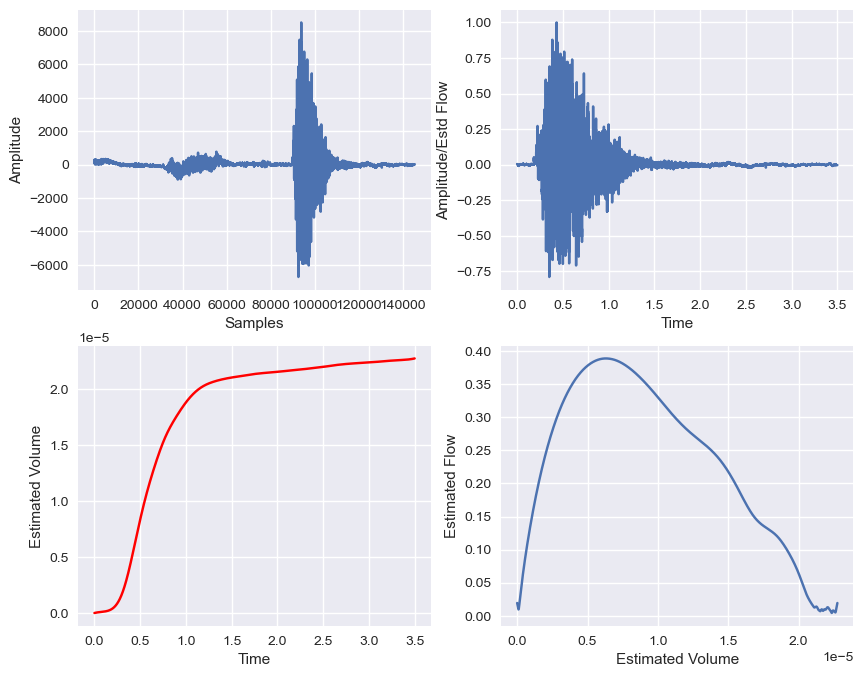 Amplitude
8000
6000
4000
2000
0
−2000
−4000
−6000
0 20000 40000 60000 80000 100000 120000 140000
Samples
Amplitude/Estd Flow
1.00
0.75
0.50
0.25
0.00
−0.25
−0.50
−0.75
0.0 0.5 1.0 1.5 2.0 2.5 3.0 3.5
Time
1e−5
Estimated Volume
2.0
1.5
1.0
0.5
0.0
0.0 0.5 1.0 1.5 2.0 2.5 3.0 3.5
Time
Estimated Flow
0.40
0.35
0.30
0.25
0.20
0.15
0.10
0.05
0.00
0.0 0.5 1.0 1.5 2.0
Estimated Volume
1e−5